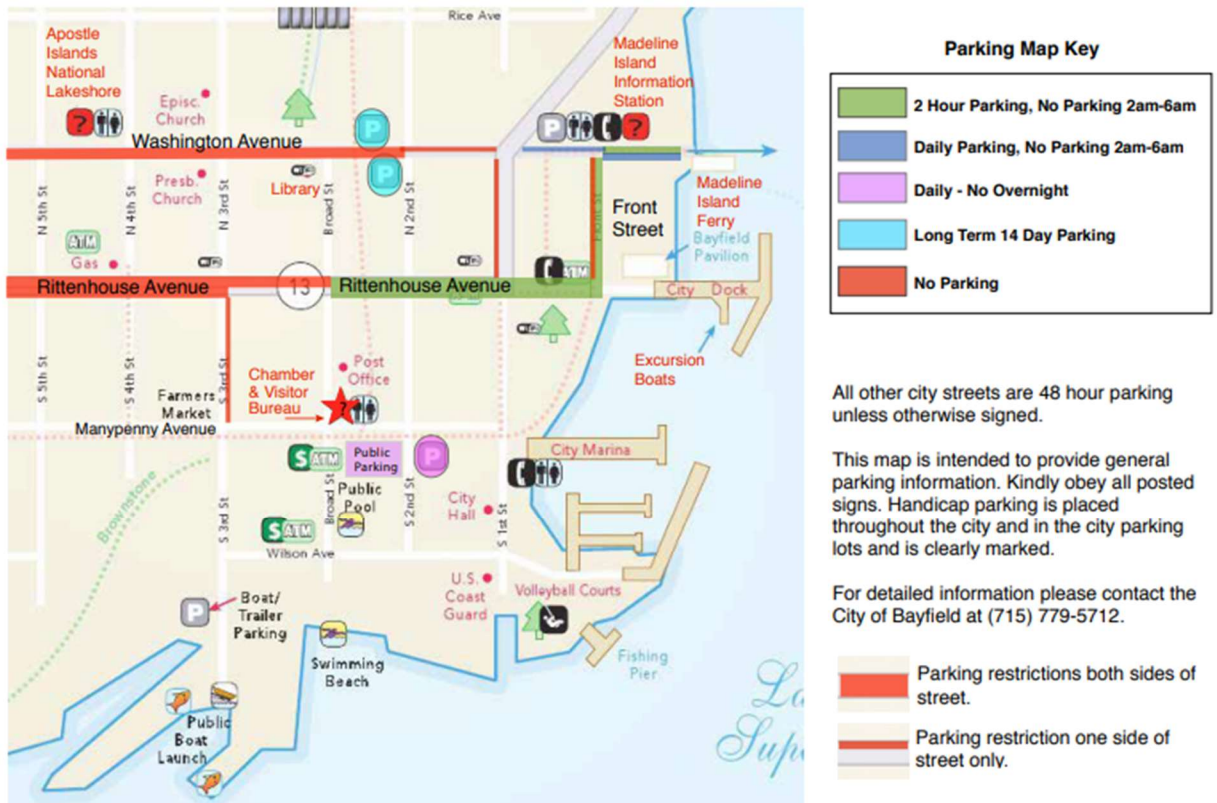 Rice Ave
Apostle
Islands
National
Lakeshore
?
Episc.
Church
Madeline
Island
Information
Station
P
?
P
Washington Avenue
P
Presb.
Church
Library
N 5th St
N 4th St
N 3rd St
Broad St
N 2nd St
Madeline
Island
Ferry
Front
Street
Bayfield
Pavilion
ATM
Gas
ATM
Rittenhouse Avenue
13
Rittenhouse Avenue
City Dock
Excursion
Boats
S 5th St
S 4th St
S 3rd St
Farmers
Market
Chamber
& Visitor
Bureau
Post
Office
?
Manypenny Avenue
City Marina
$ATM
Public
Parking
P
Public
Pool
Broad St
S 2nd St
S 3rd St
S 1st St
City
Hall
Brownstone
$ATM
Wilson Ave
U.S.
Coast
Guard
Volleyball Courts
P
Boat/
Trailer
Parking
Swimming
Beach
Fishing
Pier
Public
Boat
Launch
La
Supe
Parking Map Key
2 Hour Parking, No Parking 2am-6am
Daily Parking, No Parking 2am-6am
Daily - No Overnight
Long Term 14 Day Parking
No Parking
All other city streets are 48 hour parking
unless otherwise signed.
This map is intended to provide general
parking information. Kindly obey all posted
signs. Handicap parking is placed
throughout the city and in the city parking
lots and is clearly marked.
For detailed information please contact the
City of Bayfield at (715) 779-5712.
Parking restrictions both sides of
street.
Parking restriction one side of
street only.